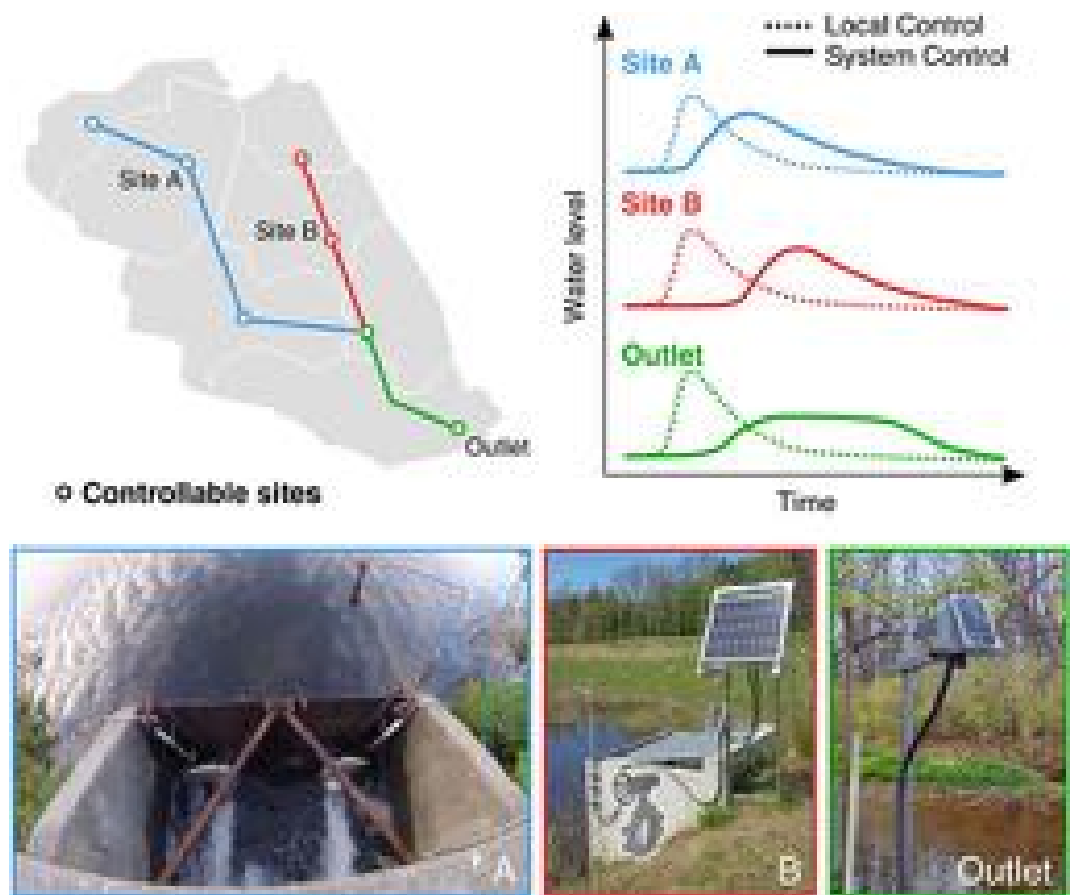 Local Control
System Control
Site A
Site A
Site B
Site B
Water level
Outlet
Outlet
Controllable sites
Time
A
B
Outlet